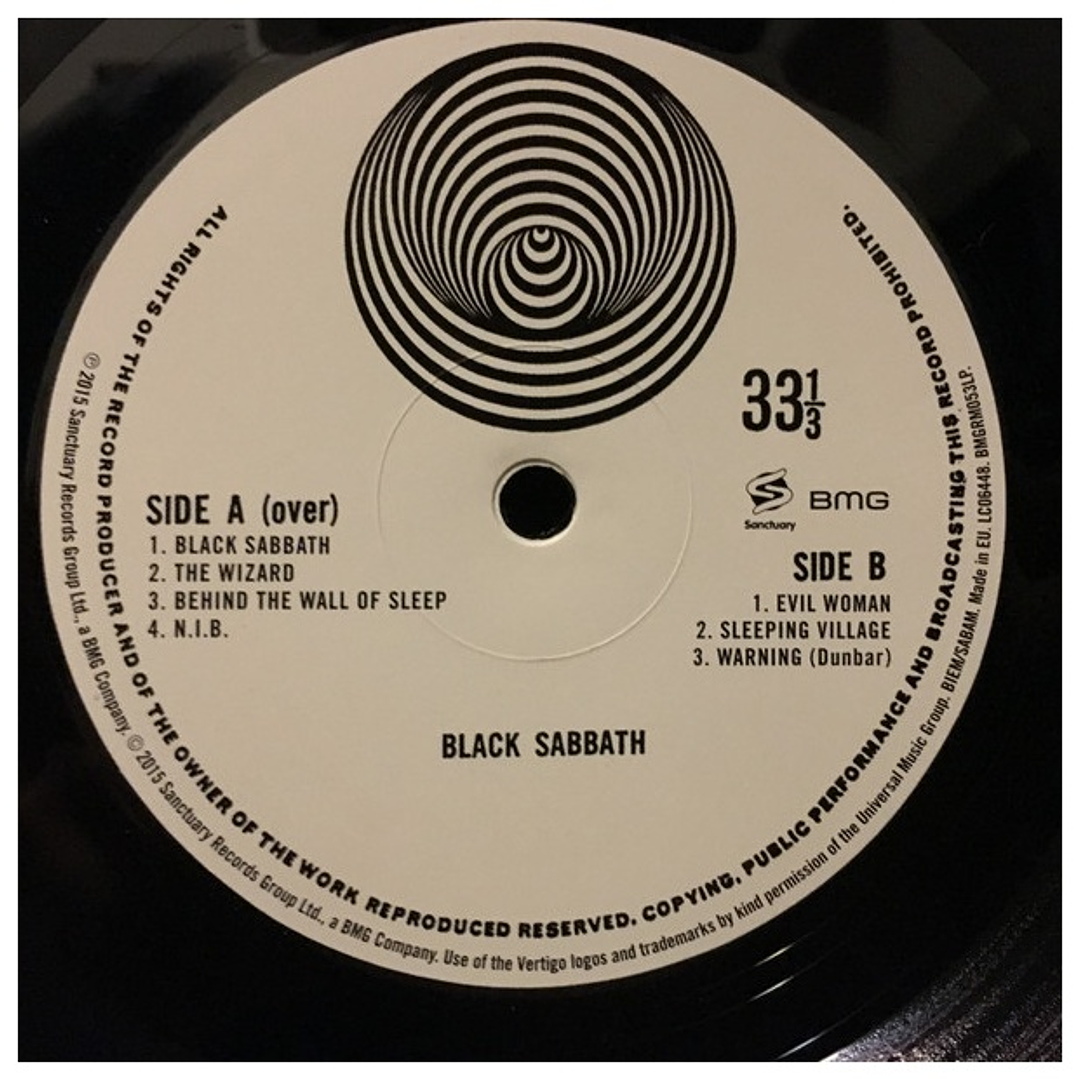 ALL RIGHTS OF THE RECORD PRODUCER AND OF THE OWNER OF THE WORK REPRODUCED RESERVED. COPYING, PUBLIC PERFORMANCE AND BROADCASTING THIS RECORD PROHIBITED.
℗ 2015 Sanctuary Records Group Ltd., a BMG Company. © 2015 Sanctuary Records Group Ltd., a BMG Company. Use of the Vertigo logos and trademarks by kind permission of the Universal Music Group. BIEM/SABAM. Made in EU. LC06448. BMGRM053LP.
33 1/3
Sanctuary BMG
SIDE A (over)
1. BLACK SABBATH
2. THE WIZARD
3. BEHIND THE WALL OF SLEEP
4. N.I.B.
SIDE B
1. EVIL WOMAN
2. SLEEPING VILLAGE
3. WARNING (Dunbar)
BLACK SABBATH